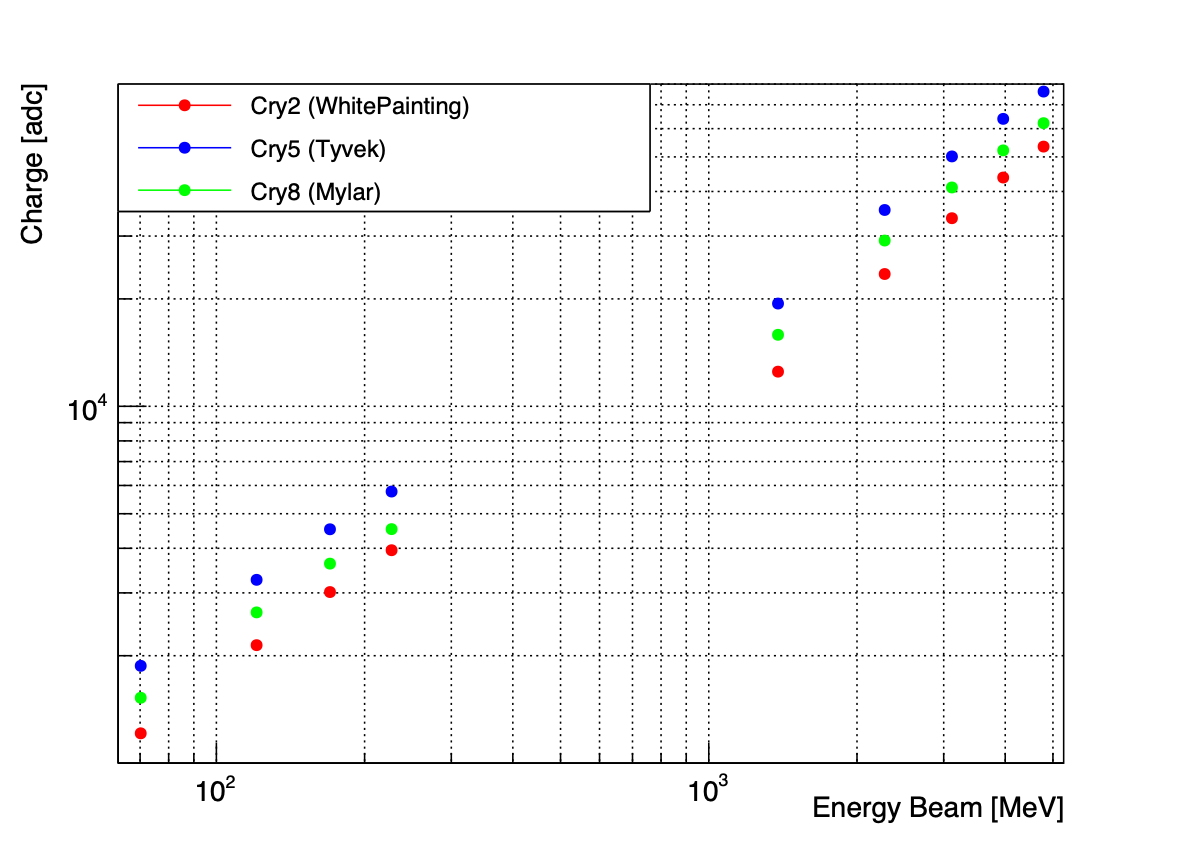 Charge [adc]
Cry2 (WhitePainting)
Cry5 (Tyvek)
Cry8 (Mylar)
10⁴
10² 10³
Energy Beam [MeV]